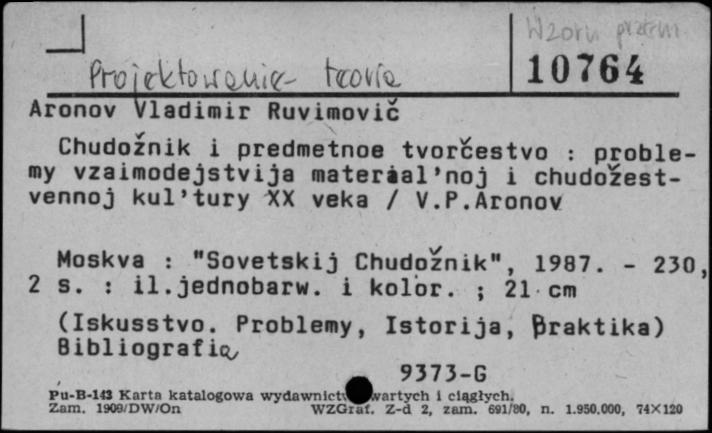 Wzorn. przem.
Projektowanie - teoria
10764
Aronov Vladimir Ruvimovič
Chudožnik i predmetnoe tvorčestvo : proble-
my vzaimodejstvija material'noj i chudožest-
vennoj kul'tury XX veka / V.P.Aronov
Moskva : "Sovetskij Chudožnik", 1987. - 230,
2 s. : il.jednobarw. i kolor. ; 21 cm
(Iskusstvo. Problemy, Istorija, Praktika)
Bibliografia
9373-G
Pu-B-143 Karta katalogowa wydawnictw zwartych i ciągłych.
Zam. 1909/DW/On WZGraf. Z-d 2, zam. 691/80, n. 1.950.000, 74×120